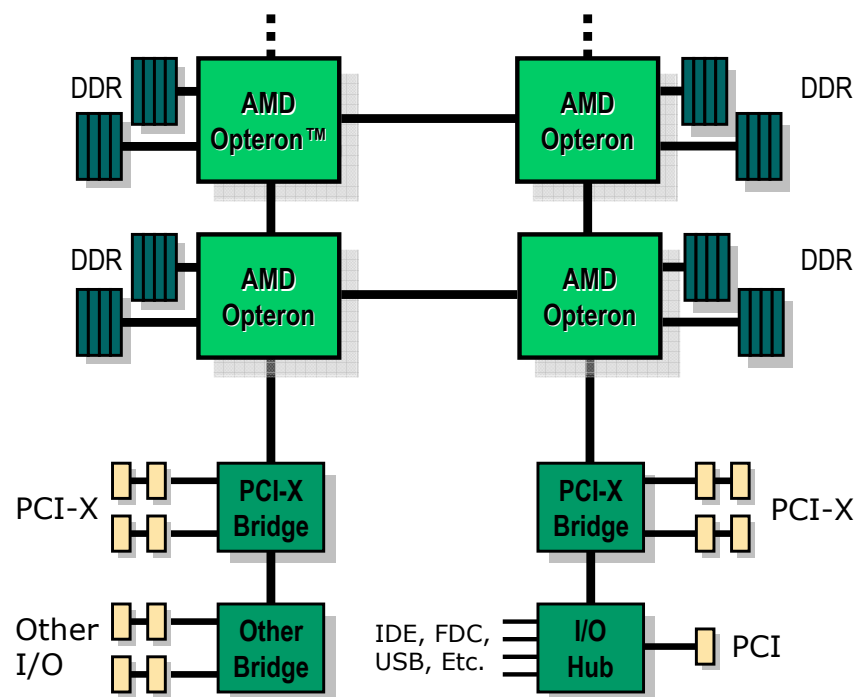 DDR
AMD
Opteron™
AMD
Opteron
DDR
DDR
AMD
Opteron
AMD
Opteron
DDR
PCI-X
PCI-X
Bridge
PCI-X
Bridge
PCI-X
Other
I/O
Other
Bridge
IDE, FDC,
USB, Etc.
I/O
Hub
PCI